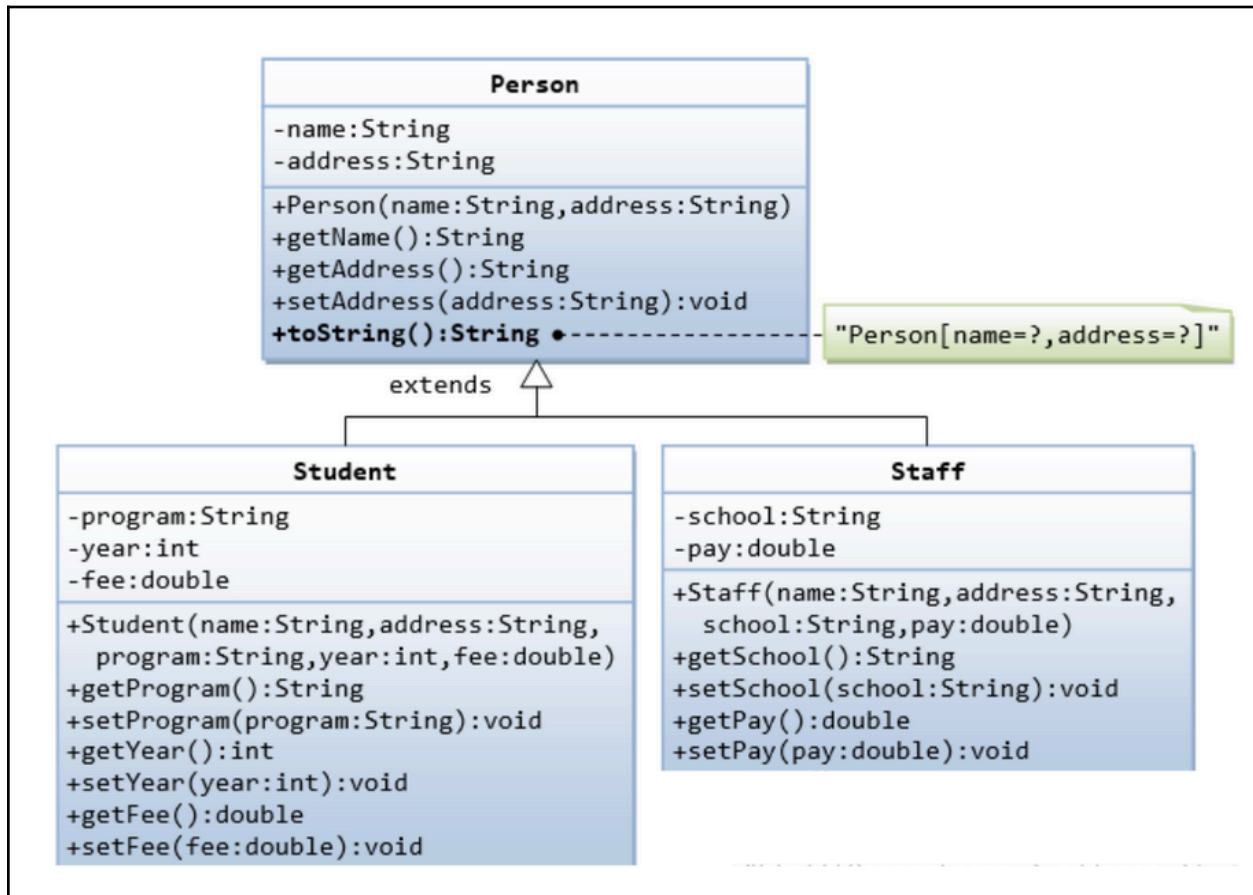 Person
-name:String
-address:String
+Person(name:String,address:String)
+getName():String
+getAddress():String
+setAddress(address:String):void
+toString():String
"Person[name=?,address=?]"
extends
Student
-program:String
-year:int
-fee:double
+Student(name:String,address:String,
program:String,year:int,fee:double)
+getProgram():String
+setProgram(program:String):void
+getYear():int
+setYear(year:int):void
+getFee():double
+setFee(fee:double):void
Staff
-school:String
-pay:double
+Staff(name:String,address:String,
school:String,pay:double)
+getSchool():String
+setSchool(school:String):void
+getPay():double
+setPay(pay:double):void